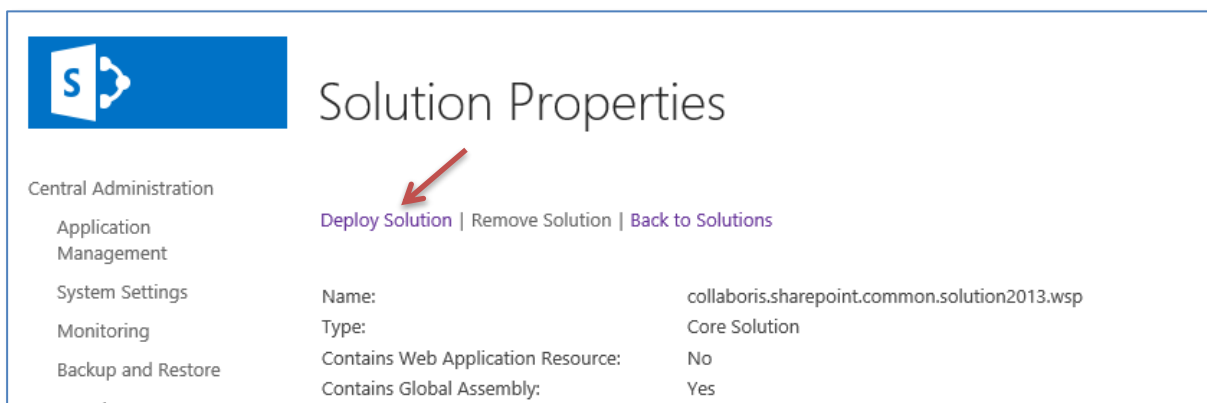 S
Solution Properties
Central Administration
Application
Management
System Settings
Monitoring
Backup and Restore
Deploy Solution | Remove Solution | Back to Solutions
Name: collaboris.sharepoint.common.solution2013.wsp
Type: Core Solution
Contains Web Application Resource: No
Contains Global Assembly: Yes